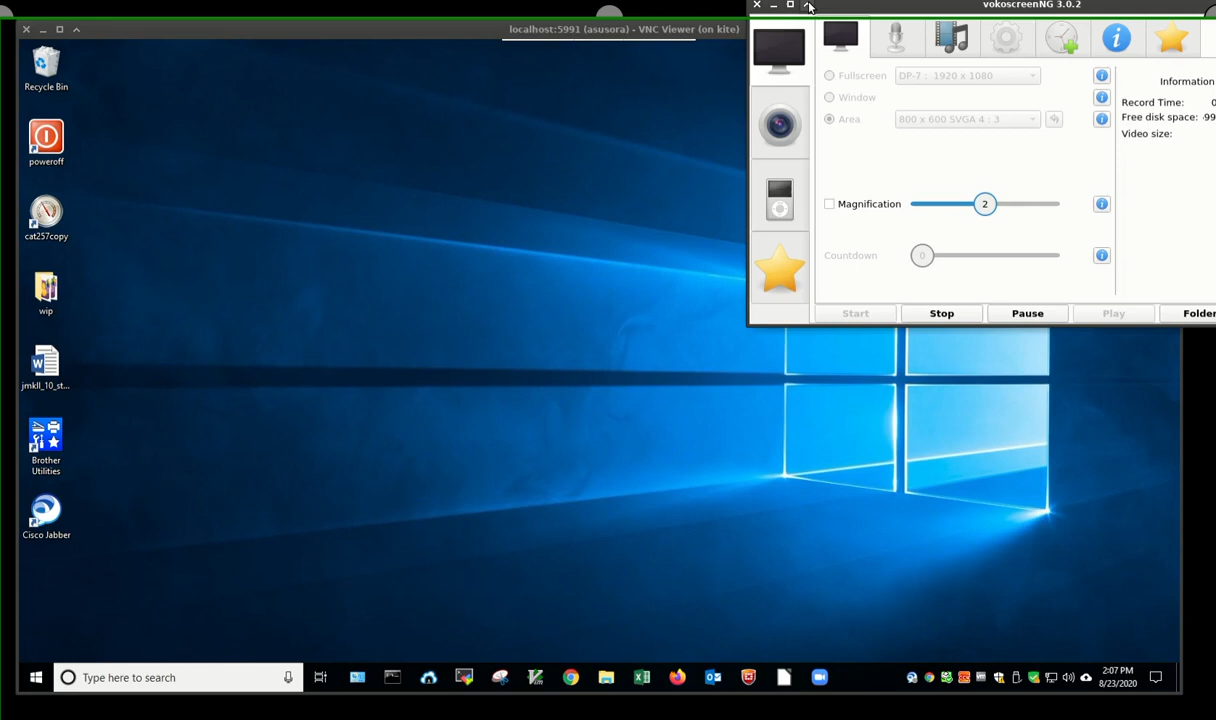 vokoscreenNG 3.0.2
localhost:5991 (asusora) - VNC Viewer (on kite)
Recycle Bin
poweroff
cat257copy
wip
jmkII_10_st...
Brother
Utilities
Cisco Jabber
Fullscreen
DP-7 : 1920 x 1080
Window
Area
800 x 600 SVGA 4 : 3
Magnification
2
Countdown
0
Information
Record Time:
Free disk space:
Video size:
Start
Stop
Pause
Play
Folder
Type here to search
2:07 PM
8/23/2020